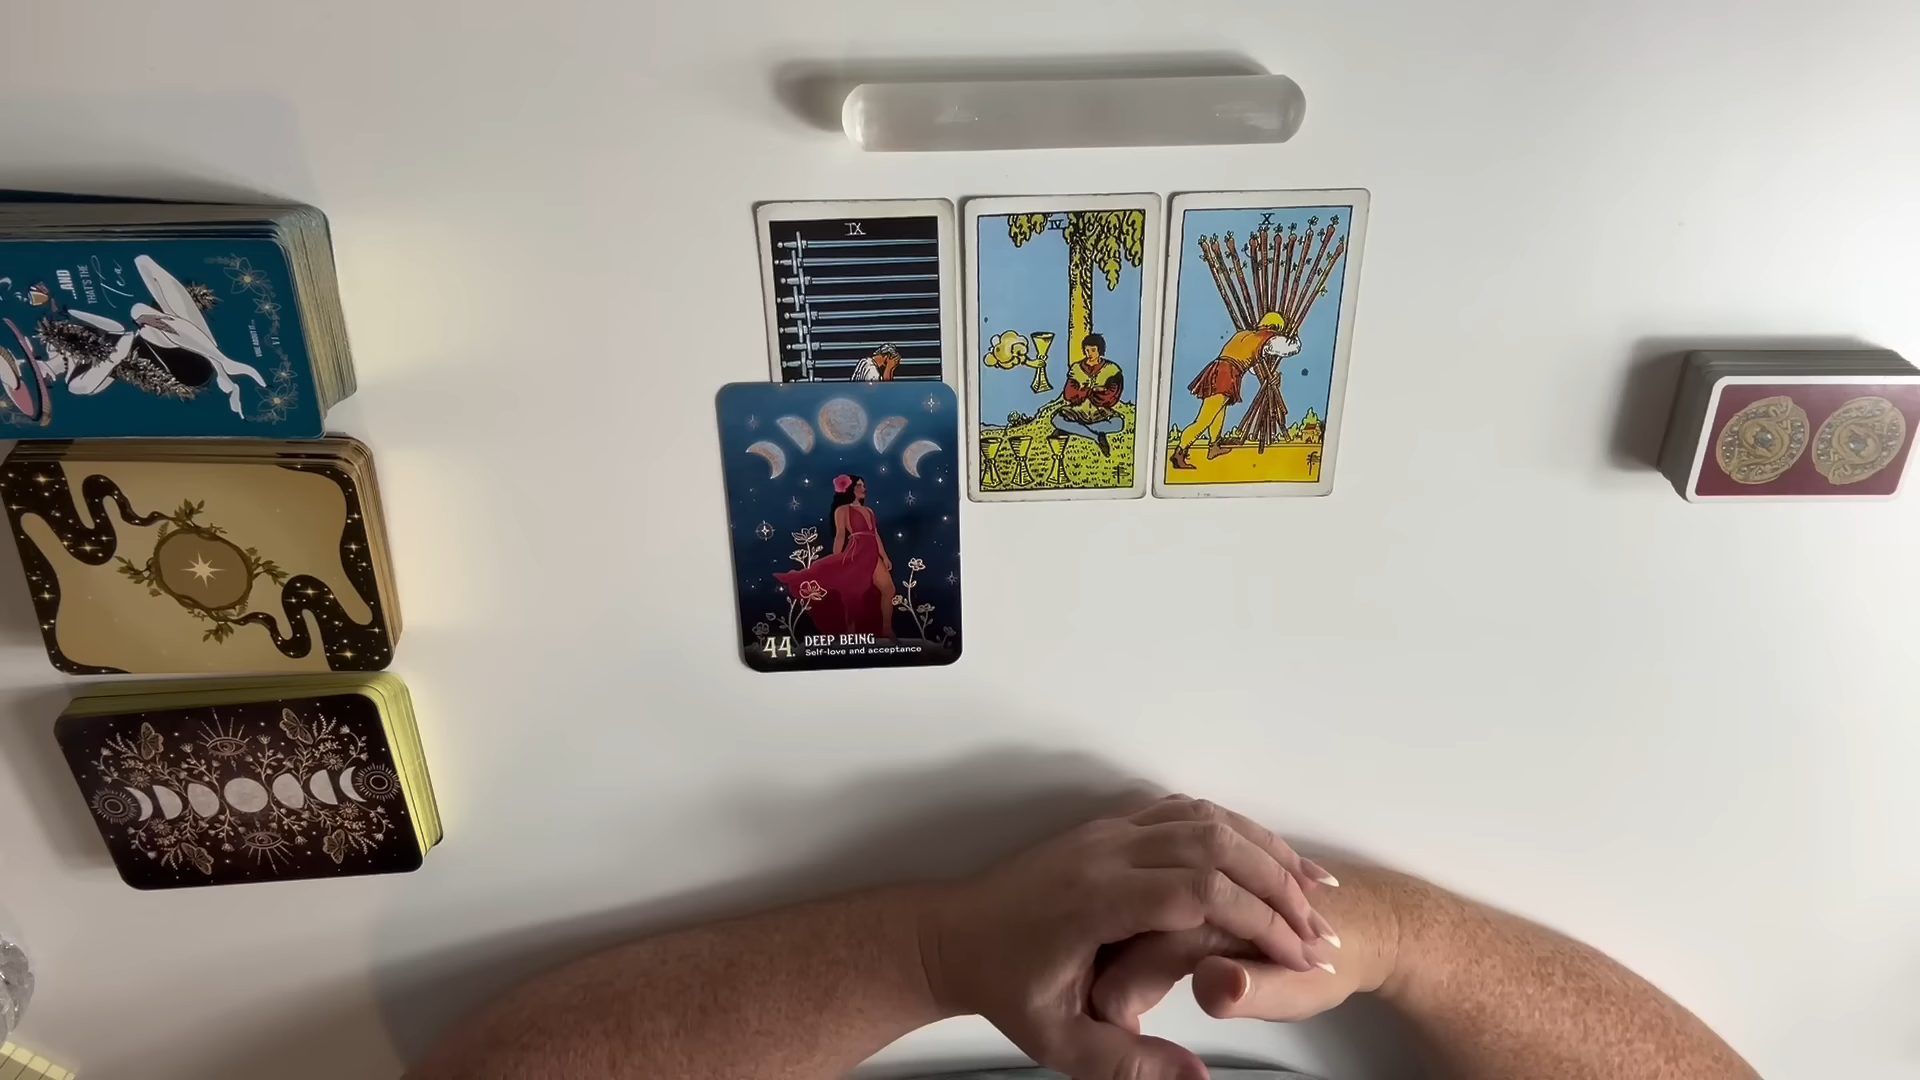 ...AND
THAT'S THE
Tea
IX
IV
X
44. DEEP BEING
Self-love and acceptance